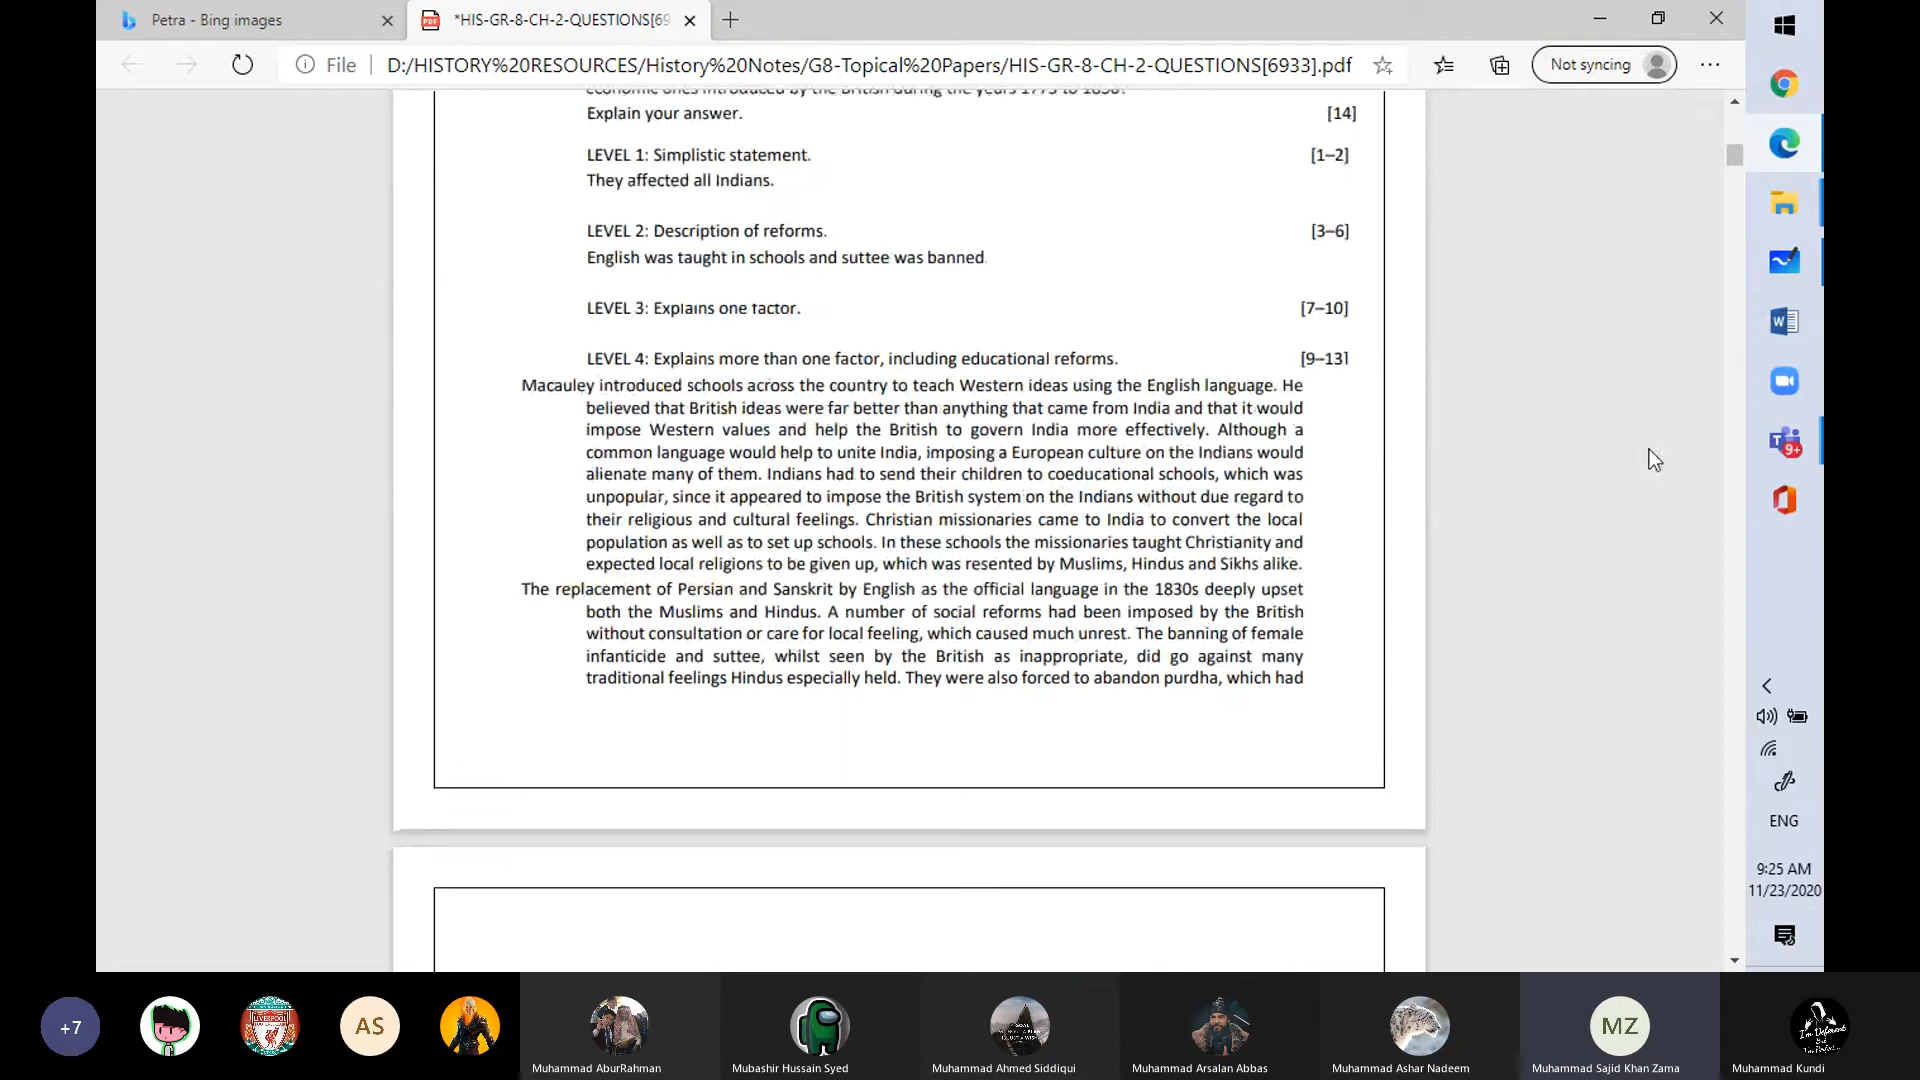 Petra - Bing images
*HIS-GR-8-CH-2-QUESTIONS[69
File
D:/HISTORY%20RESOURCES/History%20Notes/G8-Topical%20Papers/HIS-GR-8-CH-2-QUESTIONS[6933].pdf
Not syncing
economic ones introduced by the British during the years 1773 to 1856?
Explain your answer. [14]
LEVEL 1: Simplistic statement. [1–2]
They affected all Indians.
LEVEL 2: Description of reforms. [3–6]
English was taught in schools and suttee was banned.
LEVEL 3: Explains one factor. [7–10]
LEVEL 4: Explains more than one factor, including educational reforms. [9–13]
Macauley introduced schools across the country to teach Western ideas using the English language. He
believed that British ideas were far better than anything that came from India and that it would
impose Western values and help the British to govern India more effectively. Although a
common language would help to unite India, imposing a European culture on the Indians would
alienate many of them. Indians had to send their children to coeducational schools, which was
unpopular, since it appeared to impose the British system on the Indians without due regard to
their religious and cultural feelings. Christian missionaries came to India to convert the local
population as well as to set up schools. In these schools the missionaries taught Christianity and
expected local religions to be given up, which was resented by Muslims, Hindus and Sikhs alike.
The replacement of Persian and Sanskrit by English as the official language in the 1830s deeply upset
both the Muslims and Hindus. A number of social reforms had been imposed by the British
without consultation or care for local feeling, which caused much unrest. The banning of female
infanticide and suttee, whilst seen by the British as inappropriate, did go against many
traditional feelings Hindus especially held. They were also forced to abandon purdha, which had
9+
ENG
9:25 AM
11/23/2020
+7
LIVERPOOL
AS
MZ
Muhammad AburRahman
Mubashir Hussain Syed
Muhammad Ahmed Siddiqui
Muhammad Arsalan Abbas
Muhammad Ashar Nadeem
Muhammad Sajid Khan Zama
Muhammad Kundi